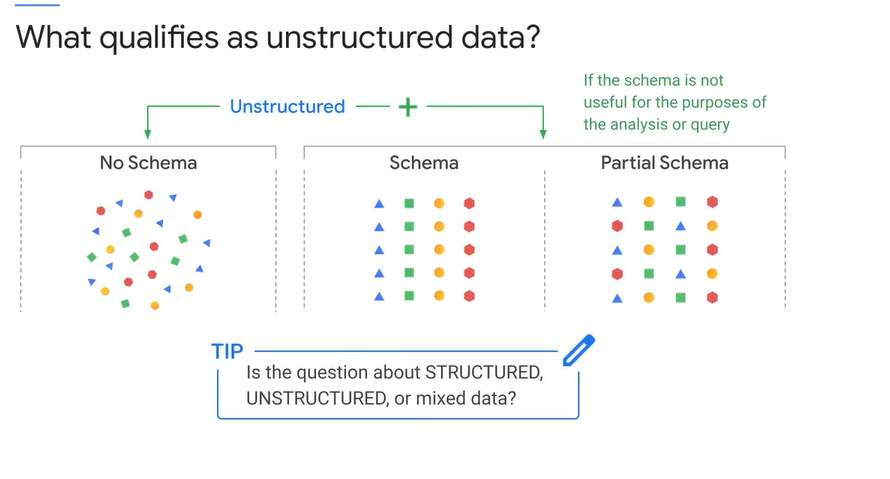 What qualifies as unstructured data?
If the schema is not
useful for the purposes of
the analysis or query
Unstructured +
No Schema
Schema
Partial Schema
TIP
Is the question about STRUCTURED,
UNSTRUCTURED, or mixed data?